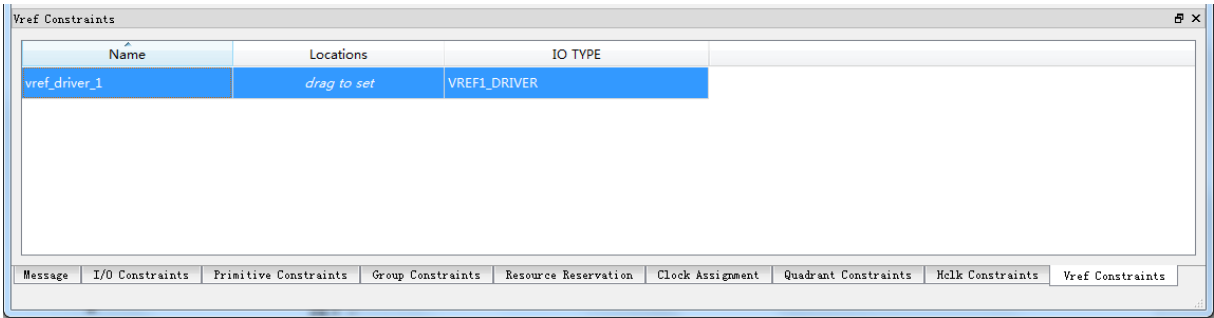 Vref Constraints
Name Locations IO TYPE
vref_driver_1 drag to set VREF1_DRIVER
Message I/O Constraints Primitive Constraints Group Constraints Resource Reservation Clock Assignment Quadrant Constraints Hclk Constraints Vref Constraints